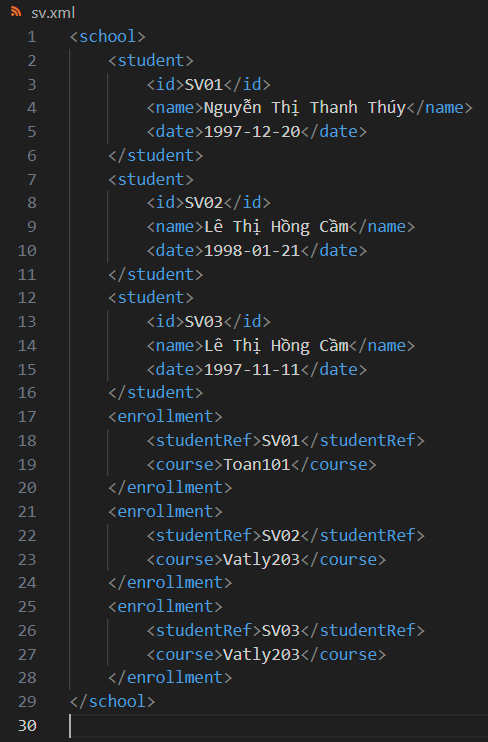 sv.xml
1 <school>
2 <student>
3 <id>SV01</id>
4 <name>Nguyễn Thị Thanh Thúy</name>
5 <date>1997-12-20</date>
6 </student>
7 <student>
8 <id>SV02</id>
9 <name>Lê Thị Hồng Cầm</name>
10 <date>1998-01-21</date>
11 </student>
12 <student>
13 <id>SV03</id>
14 <name>Lê Thị Hồng Cầm</name>
15 <date>1997-11-11</date>
16 </student>
17 <enrollment>
18 <studentRef>SV01</studentRef>
19 <course>Toan101</course>
20 </enrollment>
21 <enrollment>
22 <studentRef>SV02</studentRef>
23 <course>Vatly203</course>
24 </enrollment>
25 <enrollment>
26 <studentRef>SV03</studentRef>
27 <course>Vatly203</course>
28 </enrollment>
29 </school>
30